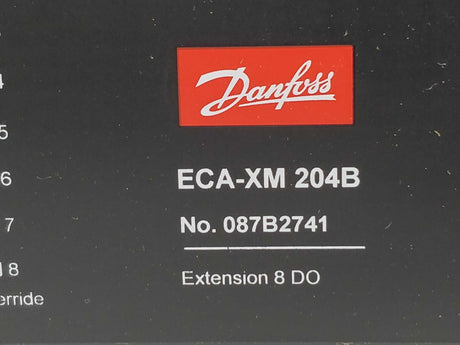 Danfoss
ECA-XM 204B
No. 087B2741
Extension 8 DO
4
5
6
7
8
erride